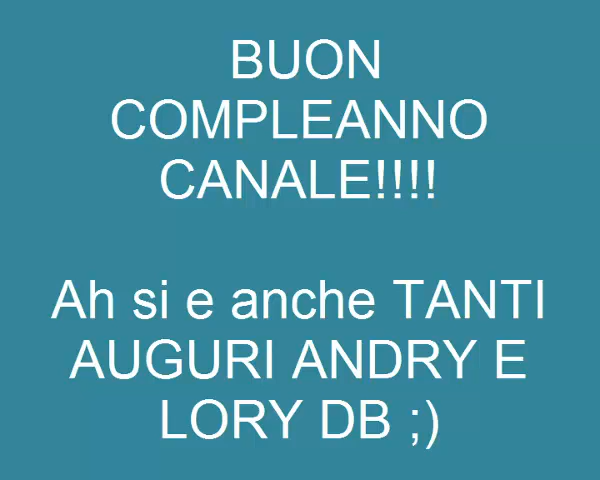 BUON
COMPLEANNO
CANALE!!!!
Ah si e anche TANTI
AUGURI ANDRY E
LORY DB ;)